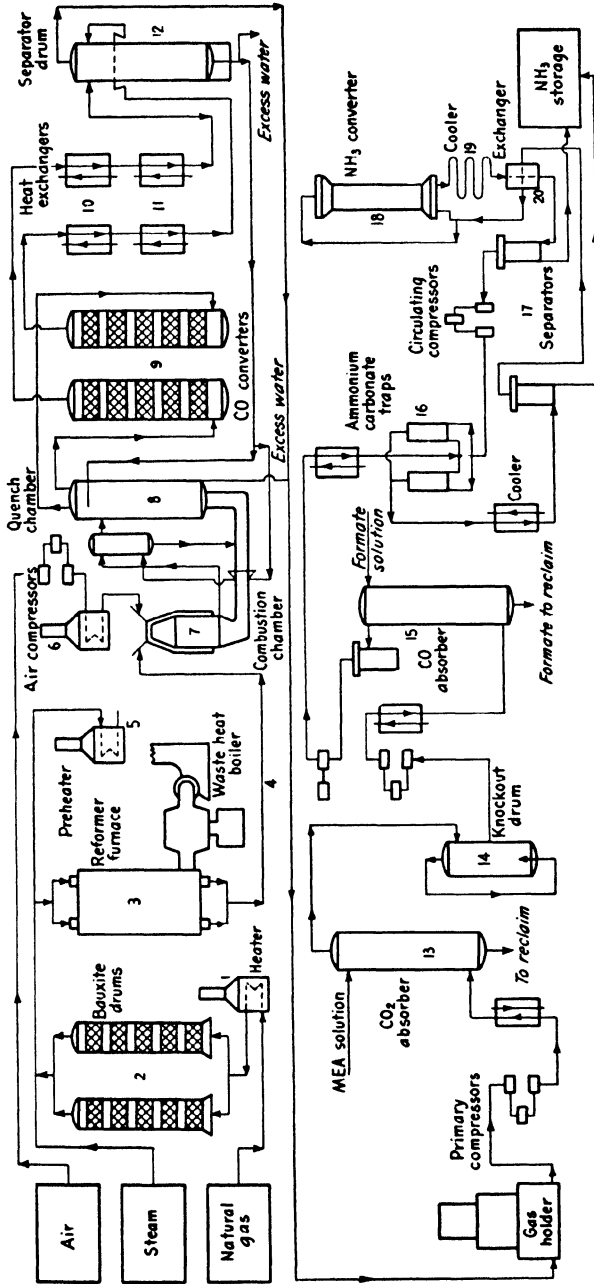 Air
Steam
Natural
gas
Bauxite
drums
2
1
Heater
Preheater
5
Reformer
furnace
3
Waste heat
boiler
4
Air compressors
6
7
Combustion
chamber
Quench
chamber
8
Excess water
9
CO converters
Heat
exchangers
10
11
Separator
drum
12
Excess water
Gas
holder
Primary
compressors
MEA solution
CO₂
absorber
13
To reclaim
14
Knockout
drum
Formate
solution
15
CO
absorber
Formate to reclaim
Ammonium
carbonate
traps
16
Cooler
Circulating
compressors
17
Separators
NH₃ converter
18
Cooler
19
Exchanger
20
NH₃
storage